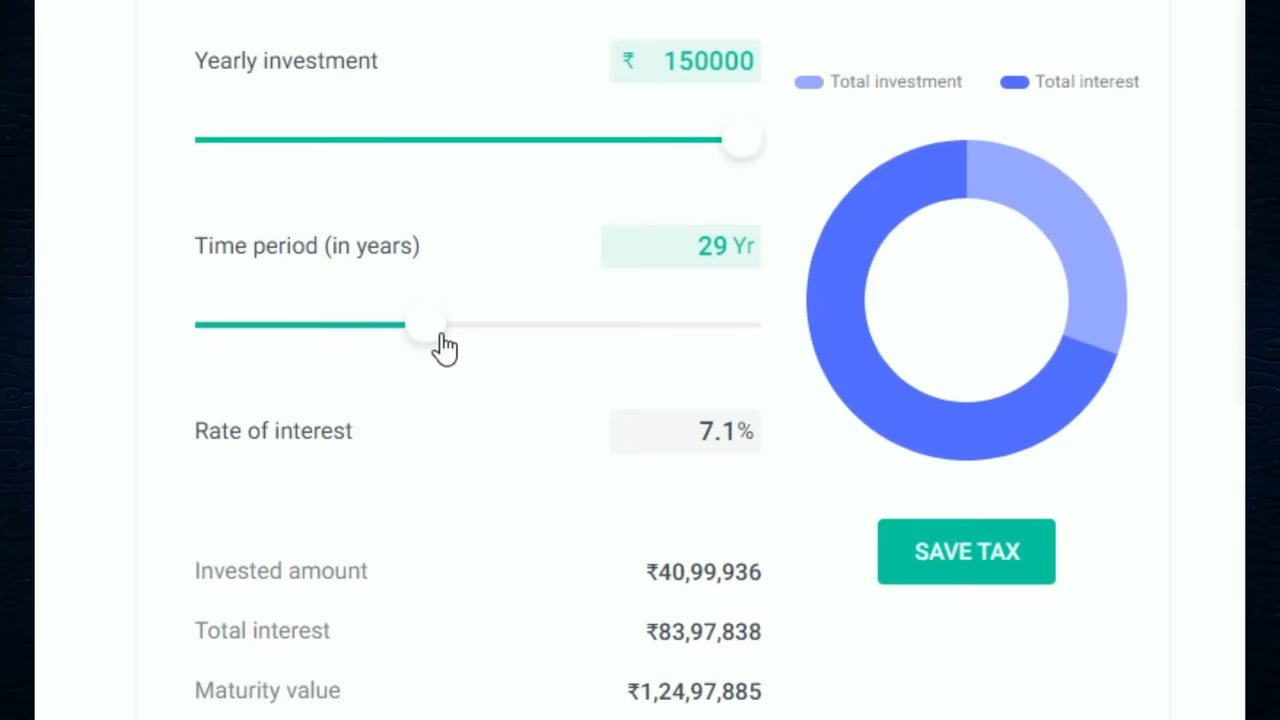 Yearly investment
₹ 150000
Total investment
Total interest
Time period (in years)
29 Yr
Rate of interest
7.1%
SAVE TAX
Invested amount
₹40,99,936
Total interest
₹83,97,838
Maturity value
₹1,24,97,885